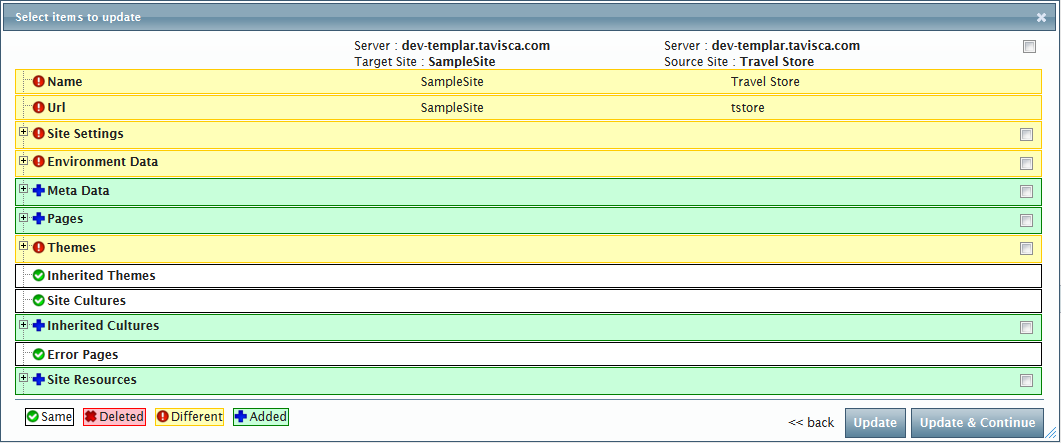 Select items to update
Server : dev-templar.tavisca.com Server : dev-templar.tavisca.com
Target Site : SampleSite Source Site : Travel Store
Name SampleSite Travel Store
Url SampleSite tstore
Site Settings
Environment Data
Meta Data
Pages
Themes
Inherited Themes
Site Cultures
Inherited Cultures
Error Pages
Site Resources
Same Deleted Different Added << back Update Update & Continue